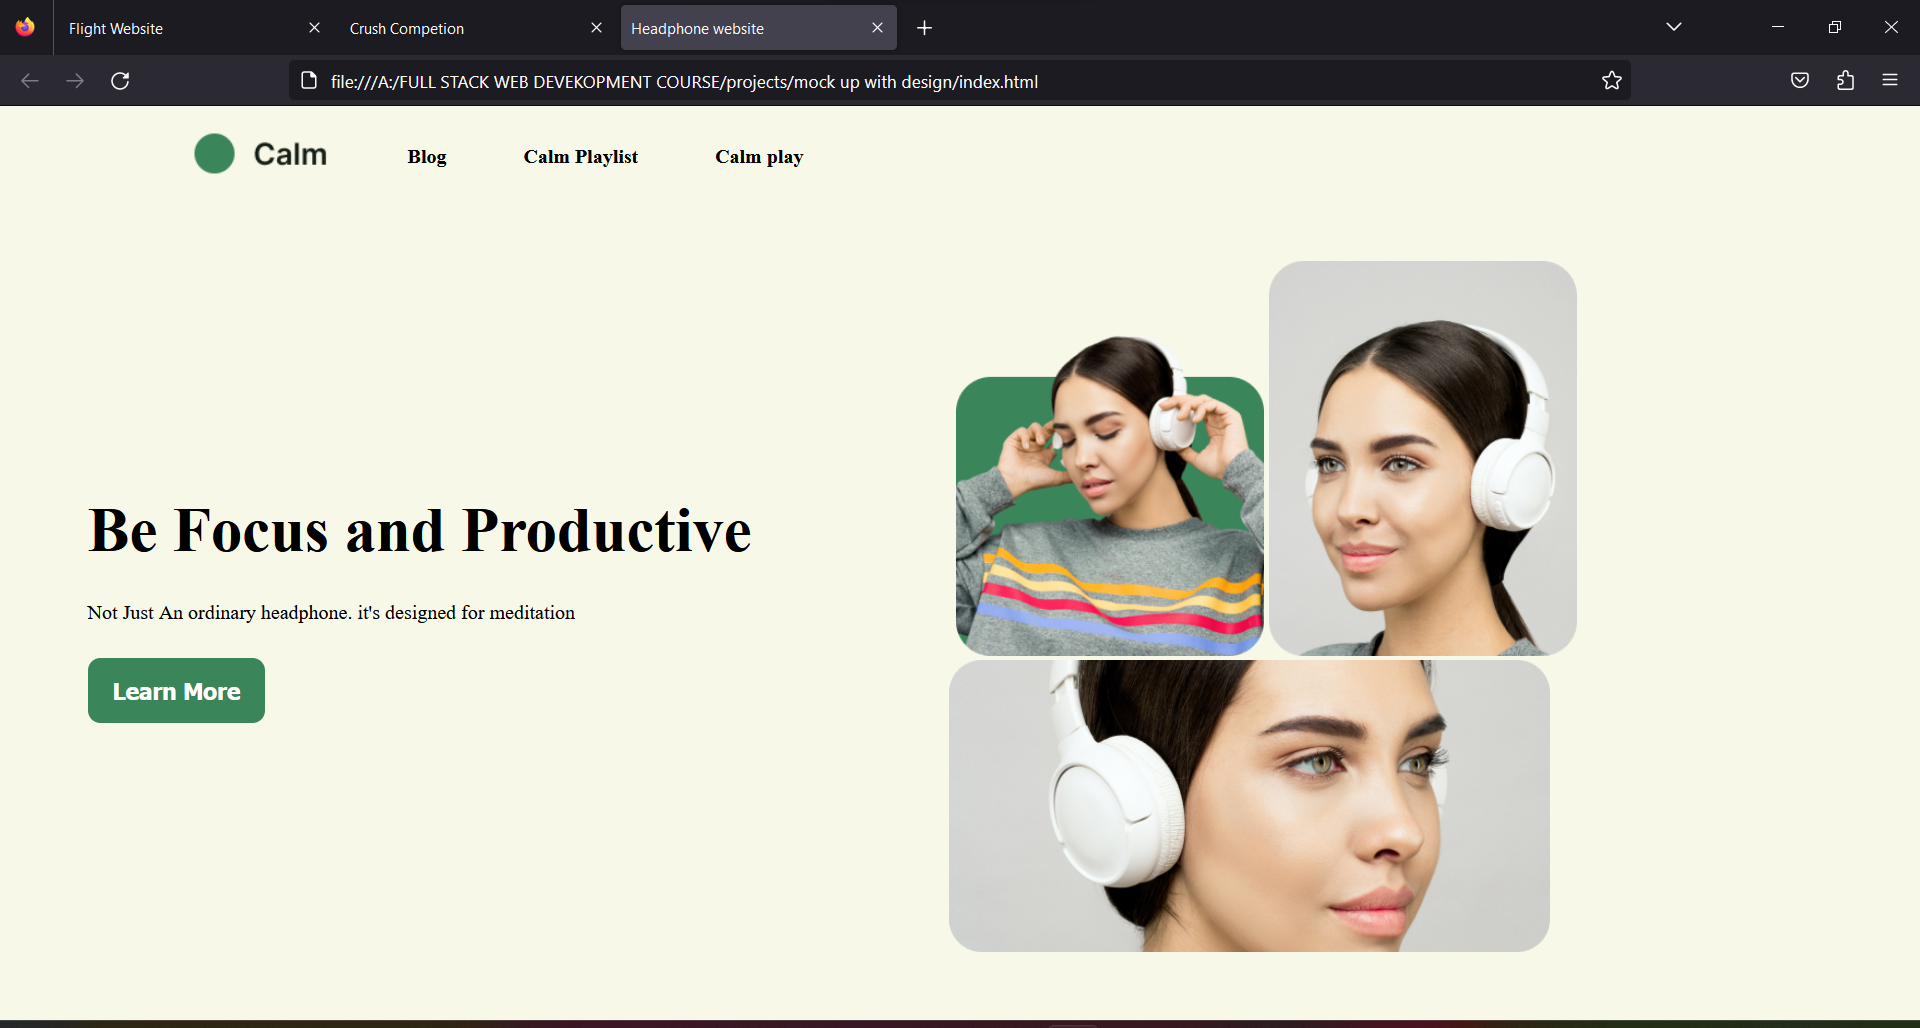 Flight Website
Crush Competion
Headphone website
file:///A:/FULL STACK WEB DEVEKOPMENT COURSE/projects/mock up with design/index.html
Calm
Blog
Calm Playlist
Calm play
Be Focus and Productive
Not Just An ordinary headphone. it's designed for meditation
Learn More